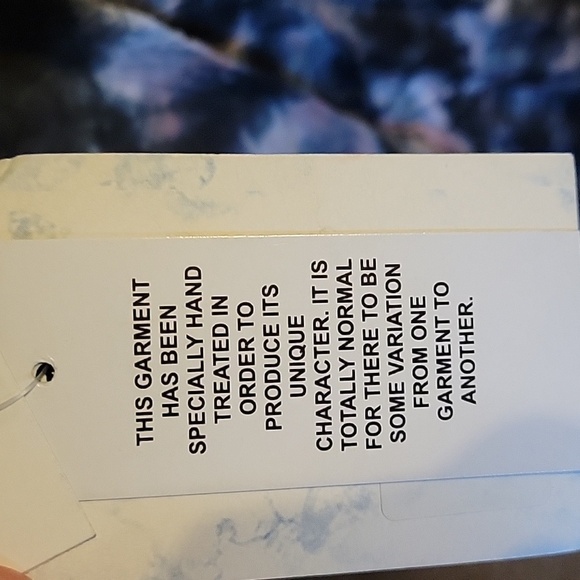 THIS GARMENT
HAS BEEN
SPECIALLY HAND
TREATED IN
ORDER TO
PRODUCE ITS
UNIQUE
CHARACTER. IT IS
TOTALLY NORMAL
FOR THERE TO BE
SOME VARIATION
FROM ONE
GARMENT TO
ANOTHER.